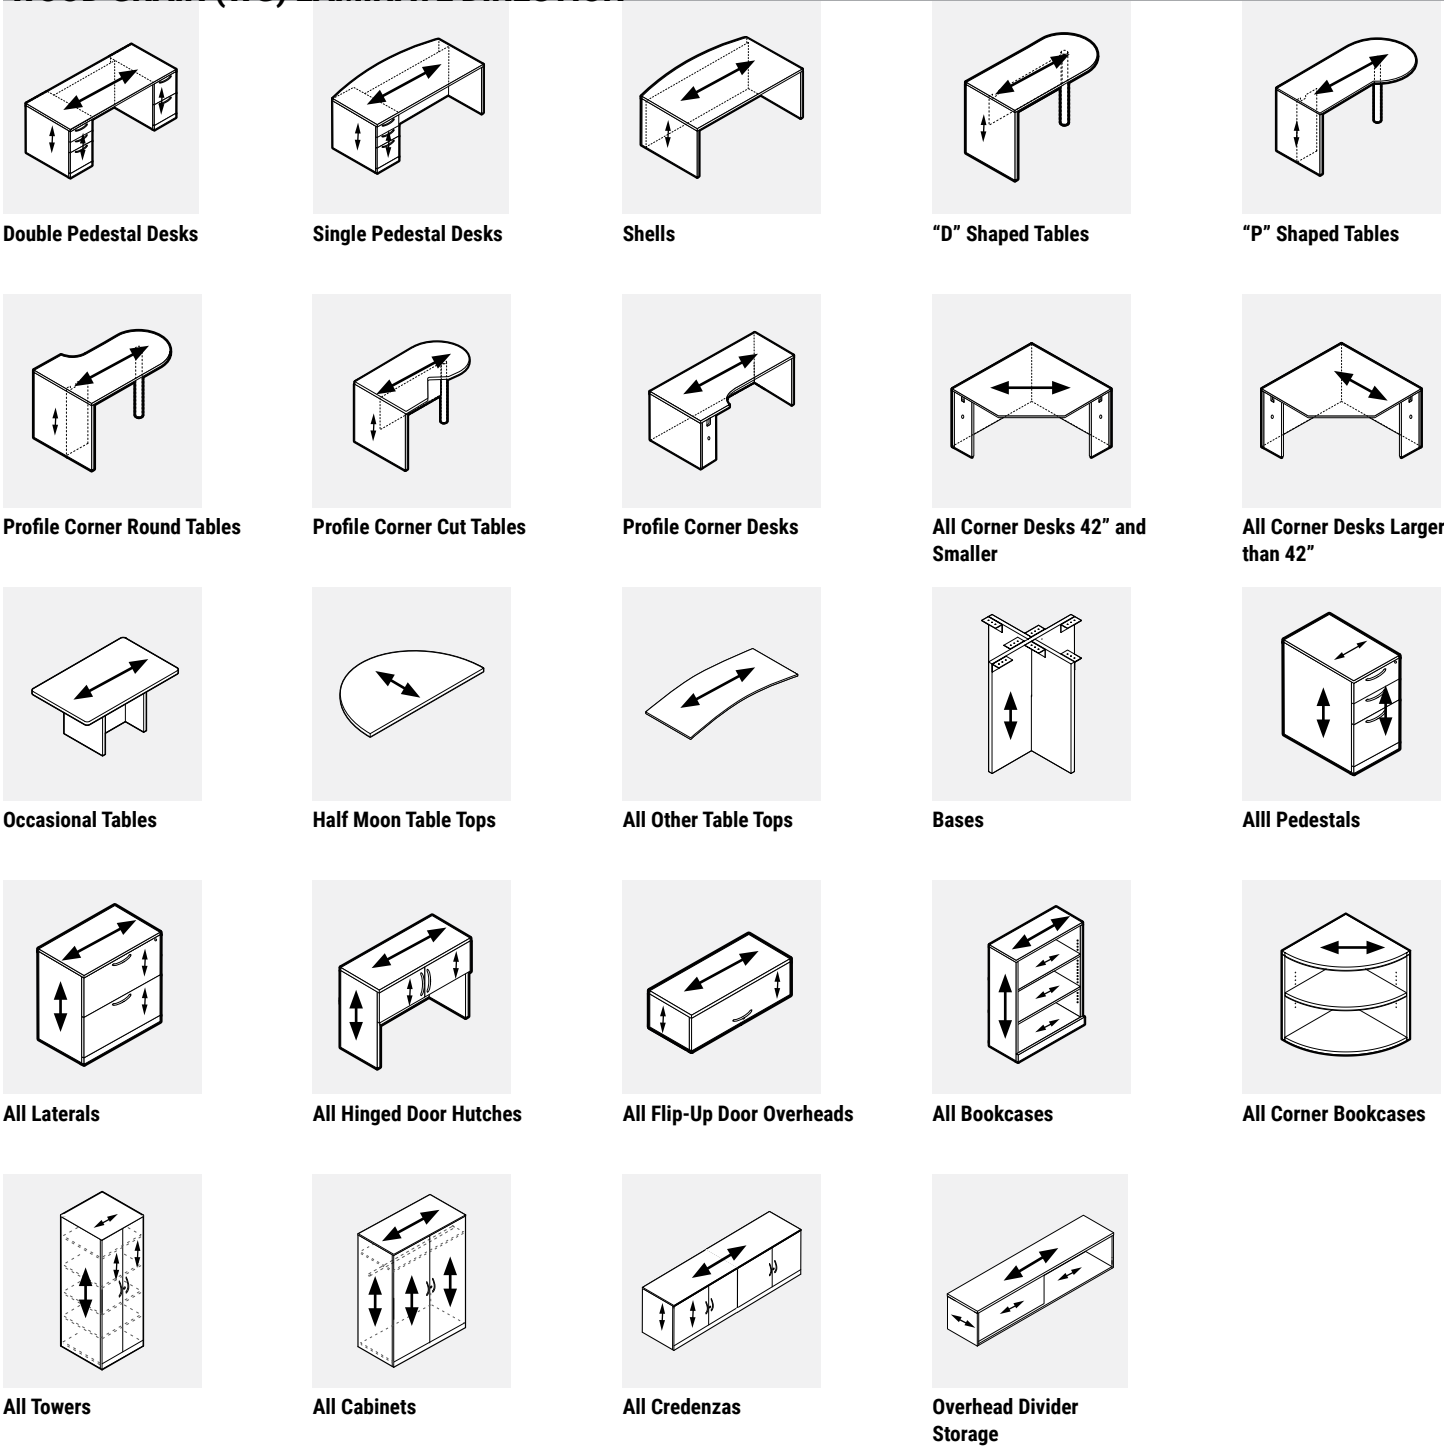 Double Pedestal Desks
Single Pedestal Desks
Shells
“D” Shaped Tables
“P” Shaped Tables
Profile Corner Round Tables
Profile Corner Cut Tables
Profile Corner Desks
All Corner Desks 42” and
Smaller
All Corner Desks Larger
than 42”
Occasional Tables
Half Moon Table Tops
All Other Table Tops
Bases
Alll Pedestals
All Laterals
All Hinged Door Hutches
All Flip-Up Door Overheads
All Bookcases
All Corner Bookcases
All Towers
All Cabinets
All Credenzas
Overhead Divider
Storage